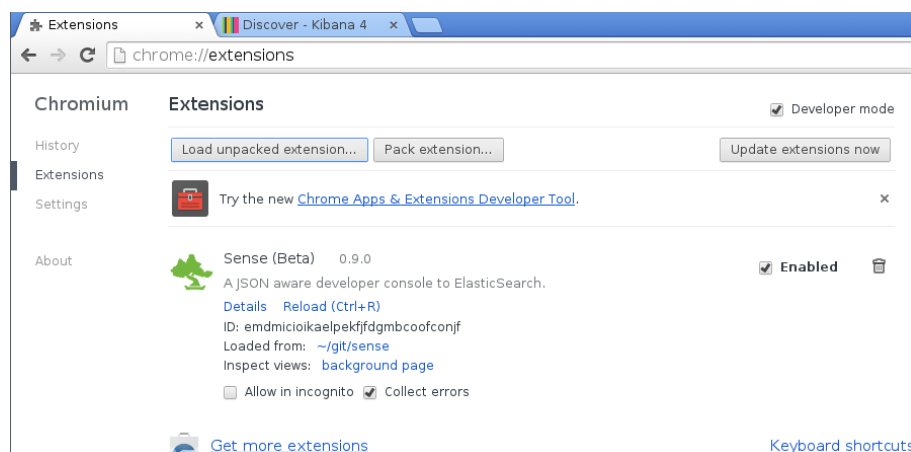 Extensions
Discover - Kibana 4
chrome://extensions
Chromium
Extensions
Developer mode
History
Load unpacked extension...
Pack extension...
Update extensions now
Extensions
Settings
Try the new Chrome Apps & Extensions Developer Tool.
About
Sense (Beta) 0.9.0
Enabled
A JSON aware developer console to ElasticSearch.
Details Reload (Ctrl+R)
ID: emdmicioikaelpekfjfdgmbcoofconjf
Loaded from: ~/git/sense
Inspect views: background page
Allow in incognito
Collect errors
Get more extensions
Keyboard shortcuts